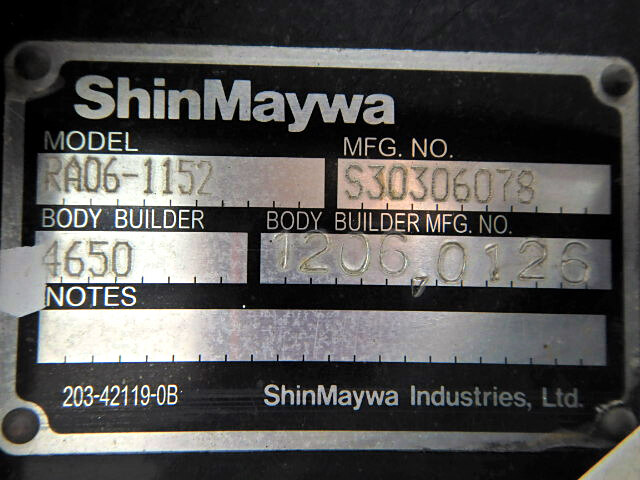 ShinMaywa
MODEL MFG. NO.
RA06-1152 S30306078
BODY BUILDER BODY BUILDER MFG. NO.
4650 1206,0126
NOTES
203-42119-0B ShinMaywa Industries, Ltd.